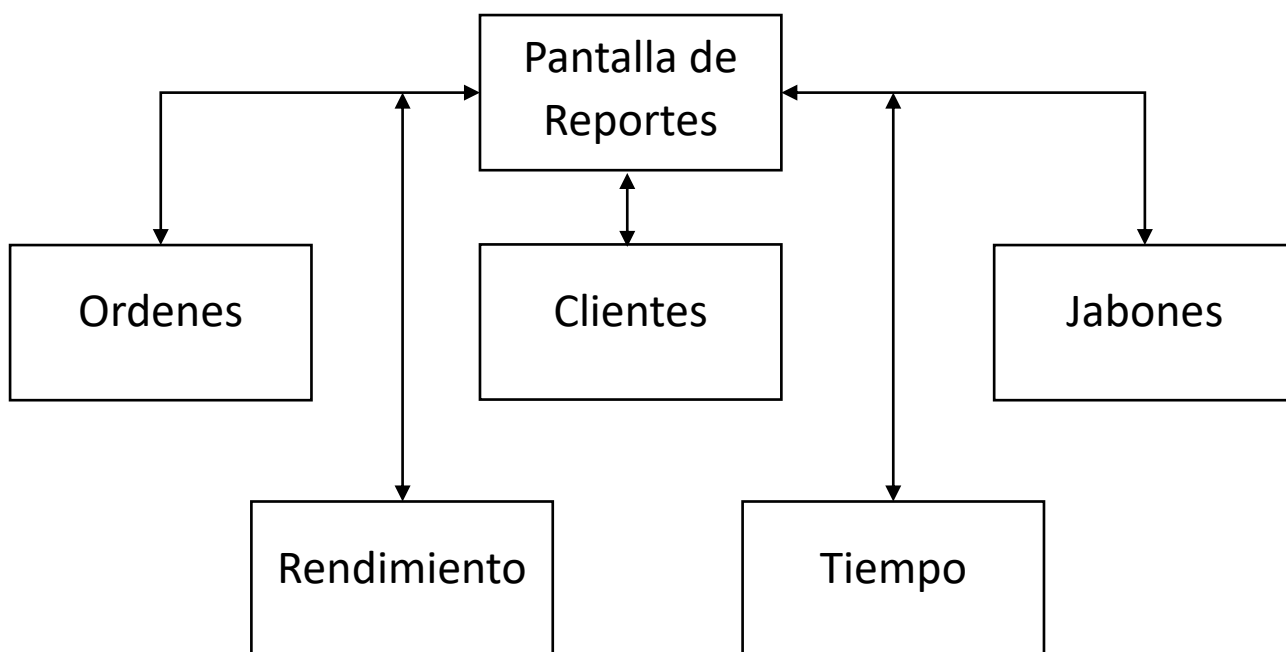 Pantalla de
Reportes
Ordenes
Clientes
Jabones
Rendimiento
Tiempo